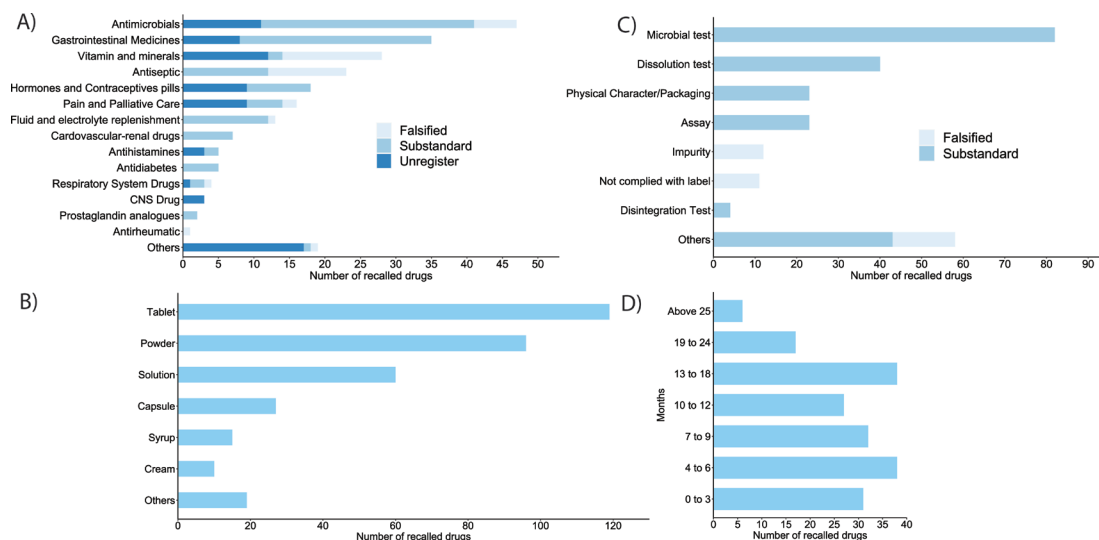 A)
Antimicrobials
Gastrointestinal Medicines
Vitamin and minerals
Antiseptic
Hormones and Contraceptives pills
Pain and Palliative Care
Fluid and electrolyte replenishment
Cardovascular-renal drugs
Antihistamines
Antidiabetes
Respiratory System Drugs
CNS Drug
Prostaglandin analogues
Antirheumatic
Others
Falsified
Substandard
Unregister
0 5 10 15 20 25 30 35 40 45 50
Number of recalled drugs
C)
Microbial test
Dissolution test
Physical Character/Packaging
Assay
Impurity
Not complied with label
Disintegration Test
Others
Falsified
Substandard
0 10 20 30 40 50 60 70 80 90
Number of recalled drugs
B)
Tablet
Powder
Solution
Capsule
Syrup
Cream
Others
0 20 40 60 80 100 120
Number of recalled drugs
D)
Months
Above 25
19 to 24
13 to 18
10 to 12
7 to 9
4 to 6
0 to 3
0 5 10 15 20 25 30 35 40
Number of recalled drugs